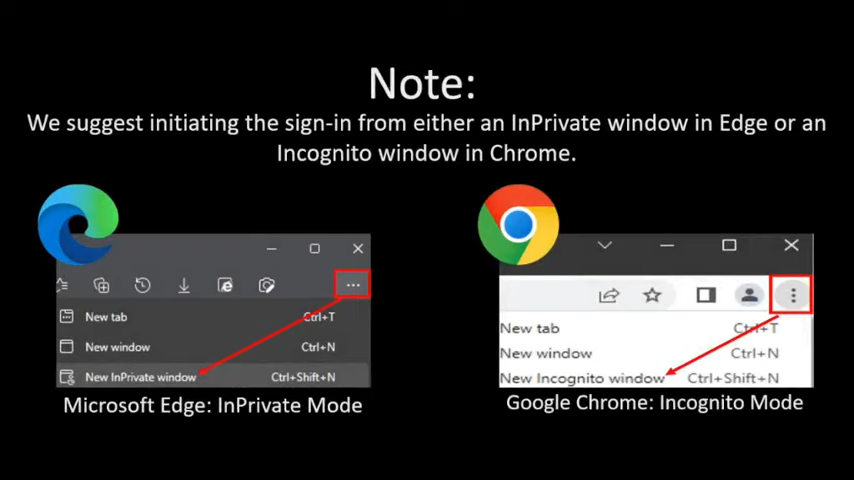 Note:
We suggest initiating the sign-in from either an InPrivate window in Edge or an
Incognito window in Chrome.
New tab Ctrl+T
New window Ctrl+N
New InPrivate window Ctrl+Shift+N
Microsoft Edge: InPrivate Mode
New tab Ctrl+T
New window Ctrl+N
New Incognito window Ctrl+Shift+N
Google Chrome: Incognito Mode